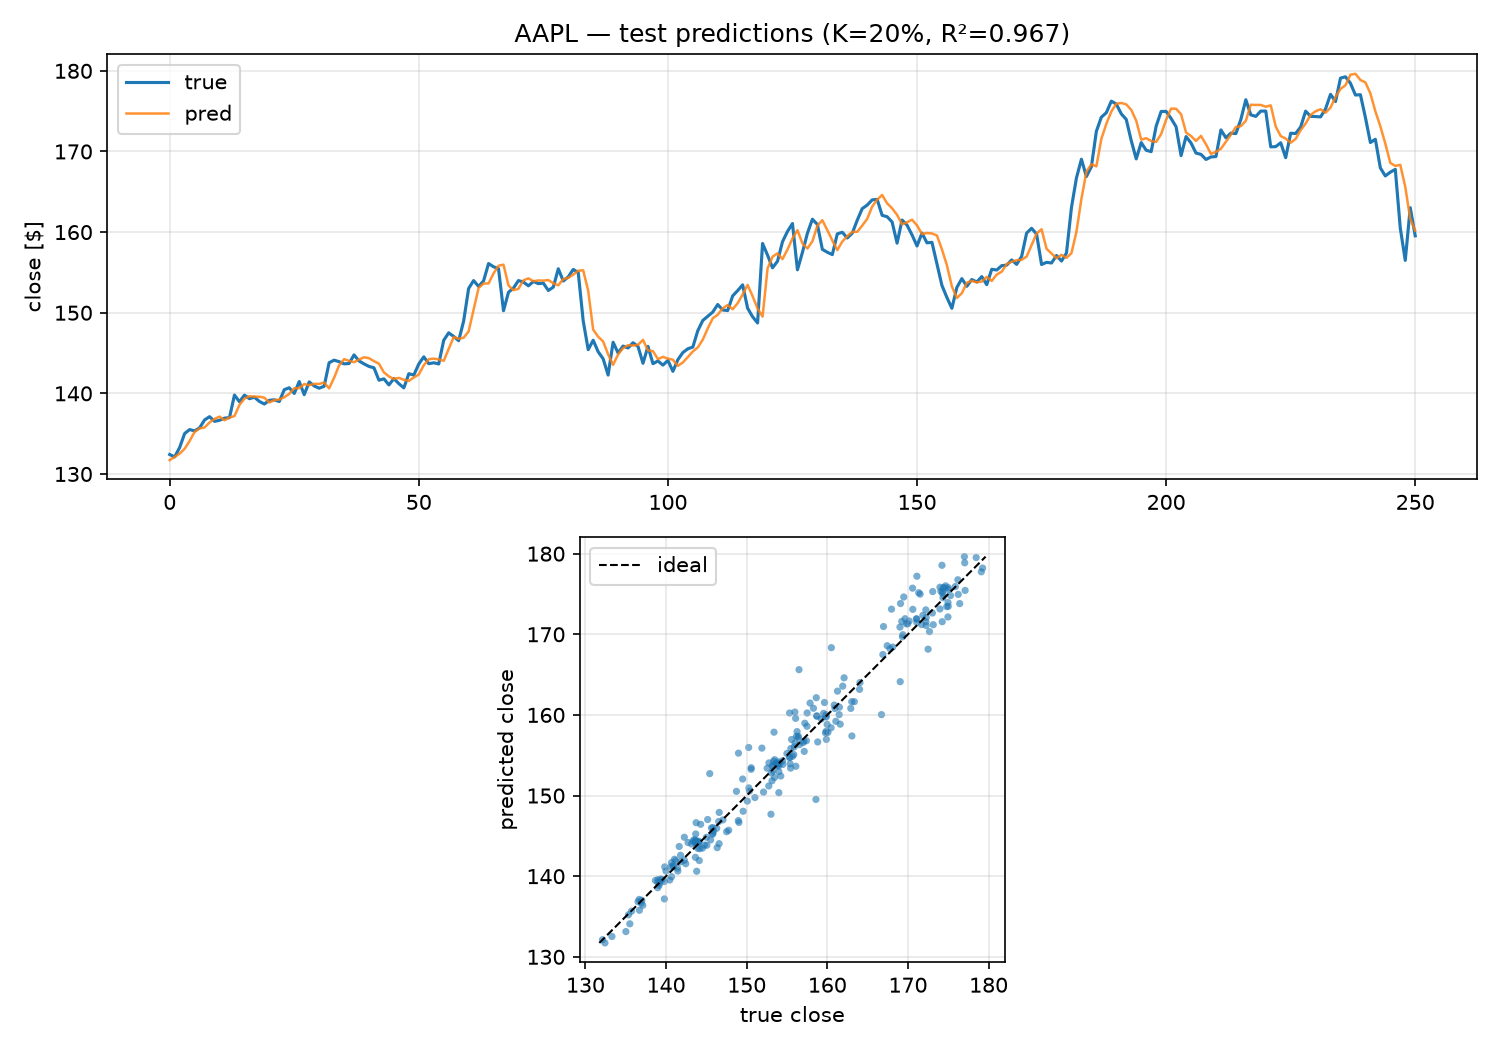 AAPL — test predictions (K=20%, R²=0.967)
true
pred
close [$]
180
170
160
150
140
130
0 50 100 150 200 250
ideal
predicted close
180
170
160
150
140
130
130 140 150 160 170 180
true close